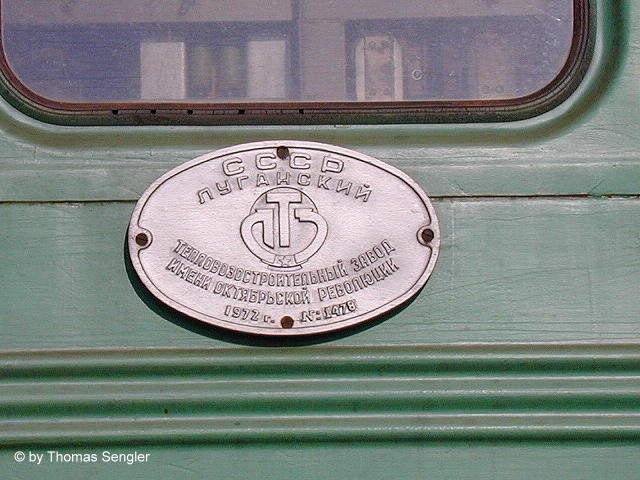 СССР
ЛУГАНСКИЙ
ТЕПЛОВОЗОСТРОИТЕЛЬНЫЙ ЗАВОД
ИМЕНИ ОКТЯБРЬСКОЙ РЕВОЛЮЦИИ
1972 г. №: 1478
© by Thomas Sengler